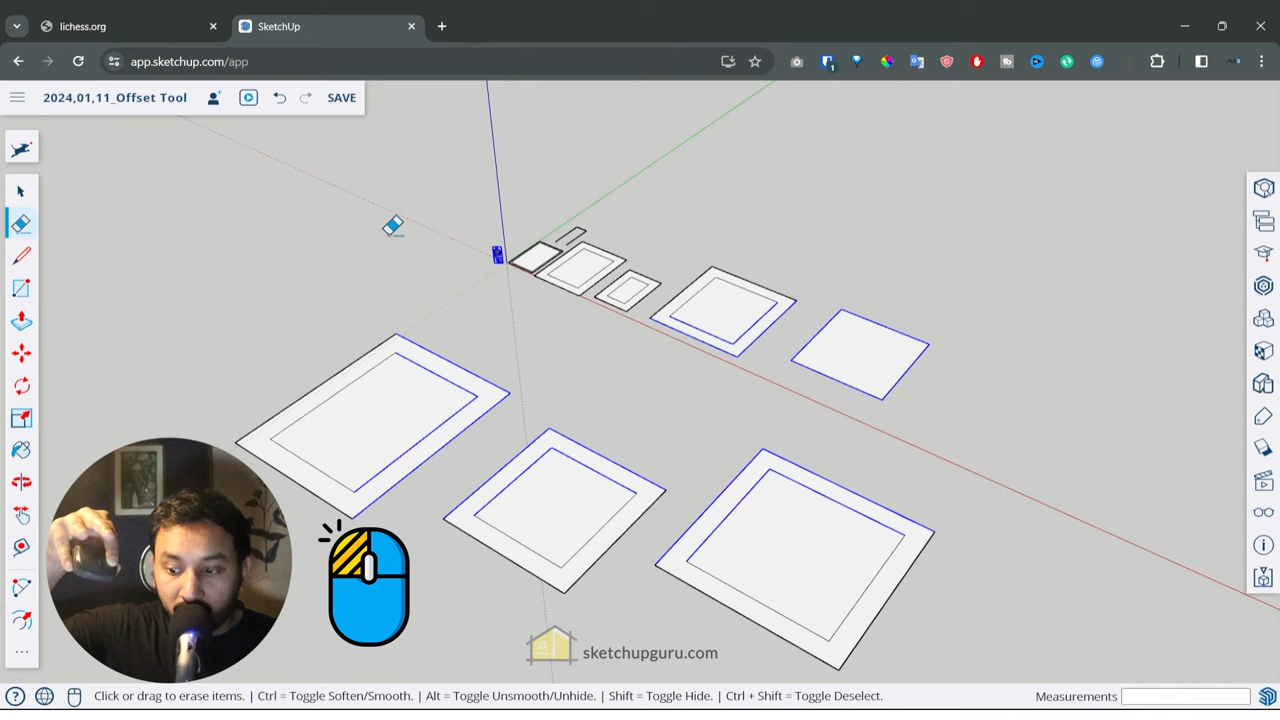 lichess.org
SketchUp
app.sketchup.com/app
1
2024,01,11_Offset Tool
SAVE
sketchupguru.com
Click or drag to erase items. | Ctrl = Toggle Soften/Smooth. | Alt = Toggle Unsmooth/Unhide. | Shift = Toggle Hide. | Ctrl + Shift = Toggle Deselect.
Measurements